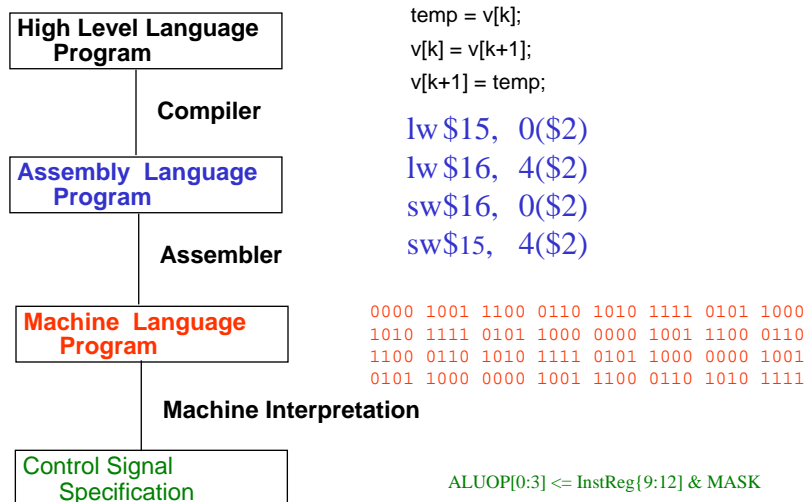 High Level Language
Program
temp = v[k];
v[k] = v[k+1];
v[k+1] = temp;
Compiler
Assembly Language
Program
lw $15, 0($2)
lw $16, 4($2)
sw$16, 0($2)
sw$15, 4($2)
Assembler
Machine Language
Program
0000 1001 1100 0110 1010 1111 0101 1000
1010 1111 0101 1000 0000 1001 1100 0110
1100 0110 1010 1111 0101 1000 0000 1001
0101 1000 0000 1001 1100 0110 1010 1111
Machine Interpretation
Control Signal
Specification
ALUOP[0:3] <= InstReg{9:12] & MASK